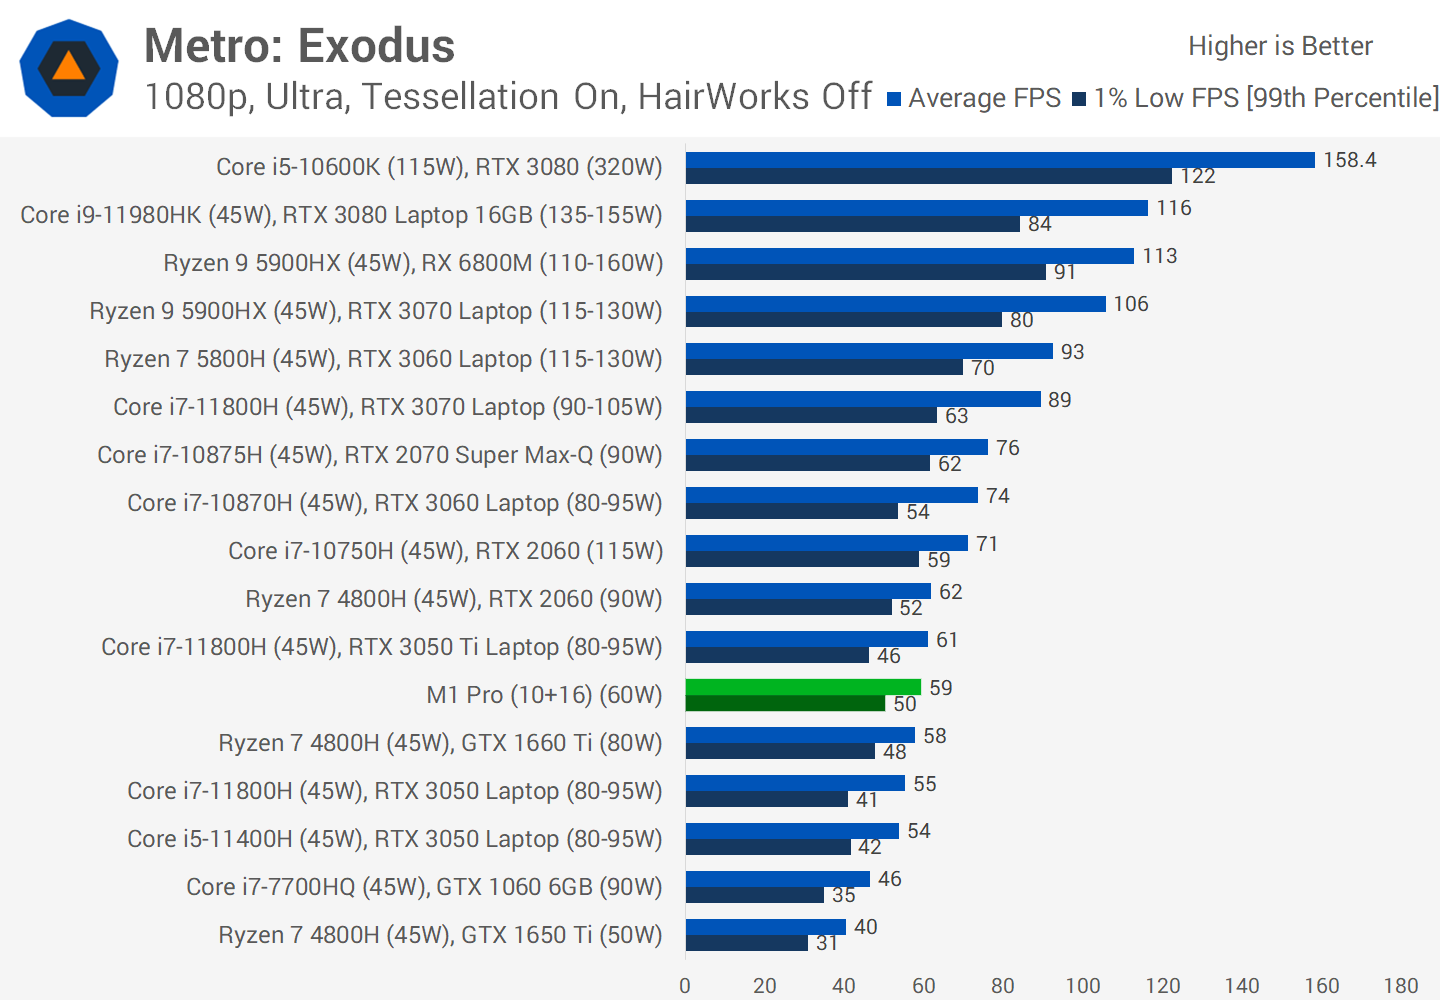 Metro: Exodus
Higher is Better
1080p, Ultra, Tessellation On, HairWorks Off
Average FPS
1% Low FPS [99th Percentile]
Core i5-10600K (115W), RTX 3080 (320W)
158.4
122
Core i9-11980HK (45W), RTX 3080 Laptop 16GB (135-155W)
116
84
Ryzen 9 5900HX (45W), RX 6800M (110-160W)
113
91
Ryzen 9 5900HX (45W), RTX 3070 Laptop (115-130W)
106
80
Ryzen 7 5800H (45W), RTX 3060 Laptop (115-130W)
93
70
Core i7-11800H (45W), RTX 3070 Laptop (90-105W)
89
63
Core i7-10875H (45W), RTX 2070 Super Max-Q (90W)
76
62
Core i7-10870H (45W), RTX 3060 Laptop (80-95W)
74
54
Core i7-10750H (45W), RTX 2060 (115W)
71
59
Ryzen 7 4800H (45W), RTX 2060 (90W)
62
52
Core i7-11800H (45W), RTX 3050 Ti Laptop (80-95W)
61
46
M1 Pro (10+16) (60W)
59
50
Ryzen 7 4800H (45W), GTX 1660 Ti (80W)
58
48
Core i7-11800H (45W), RTX 3050 Laptop (80-95W)
55
41
Core i5-11400H (45W), RTX 3050 Laptop (80-95W)
54
42
Core i7-7700HQ (45W), GTX 1060 6GB (90W)
46
35
Ryzen 7 4800H (45W), GTX 1650 Ti (50W)
40
31
0 20 40 60 80 100 120 140 160 180